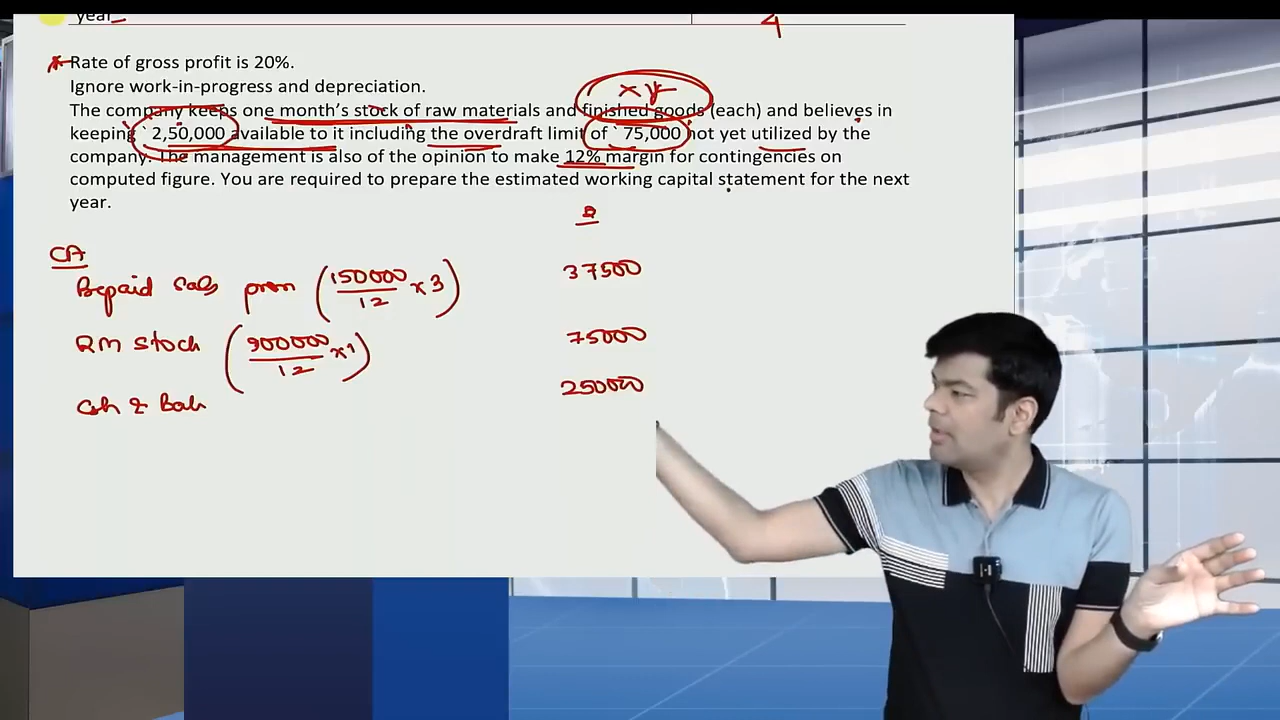 year
4
Rate of gross profit is 20%.
Ignore work-in-progress and depreciation.
x y
The company keeps one month's stock of raw materials and finished goods (each) and believes in
keeping ` 2,50,000 available to it including the overdraft limit of ` 75,000 not yet utilized by the
company. The management is also of the opinion to make 12% margin for contingencies on
computed figure. You are required to prepare the estimated working capital statement for the next
year.
CA
Prepaid Sales prom (150000/12 x 3) 37500
RM Stock (900000/12 x 1) 75000
250000